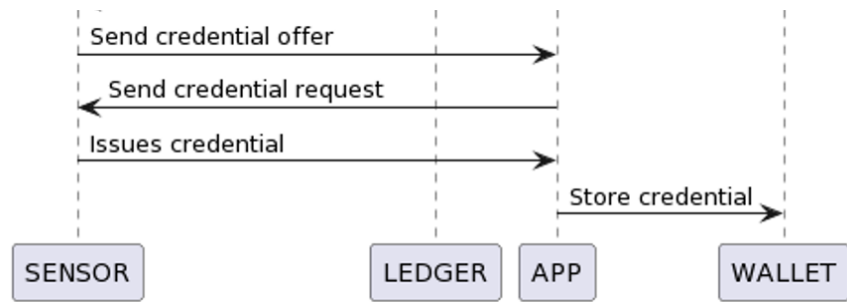 Send credential offer
Send credential request
Issues credential
Store credential
SENSOR LEDGER APP WALLET